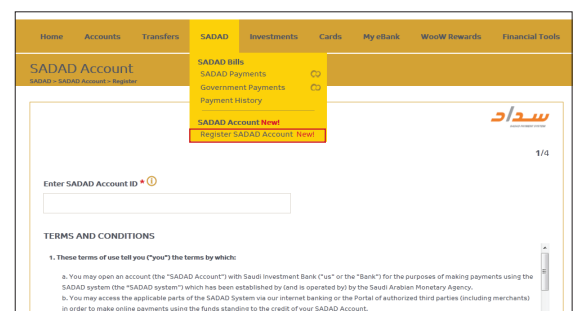 Home Accounts Transfers SADAD Investments Cards My eBank WooW Rewards Financial Tools
SADAD Account
SADAD > SADAD Account > Register
SADAD Bills
SADAD Payments
Government Payments
Payment History
SADAD Account New!
Register SADAD Account New!
سداد
SADAD PAYMENT SYSTEM
1/4
Enter SADAD Account ID *
TERMS AND CONDITIONS
1. These terms of use tell you ("you") the terms by which:
a. You may open an account (the "SADAD Account") with Saudi Investment Bank ("us" or the "Bank") for the purposes of making payments using the
SADAD system (the "SADAD system") which has been established by (and is operated by) the Saudi Arabian Monetary Agency.
b. You may access the applicable parts of the SADAD System via our internet banking or the Portal of authorized third parties (including merchants)
in order to make online payments using the funds standing to the credit of your SADAD Account.